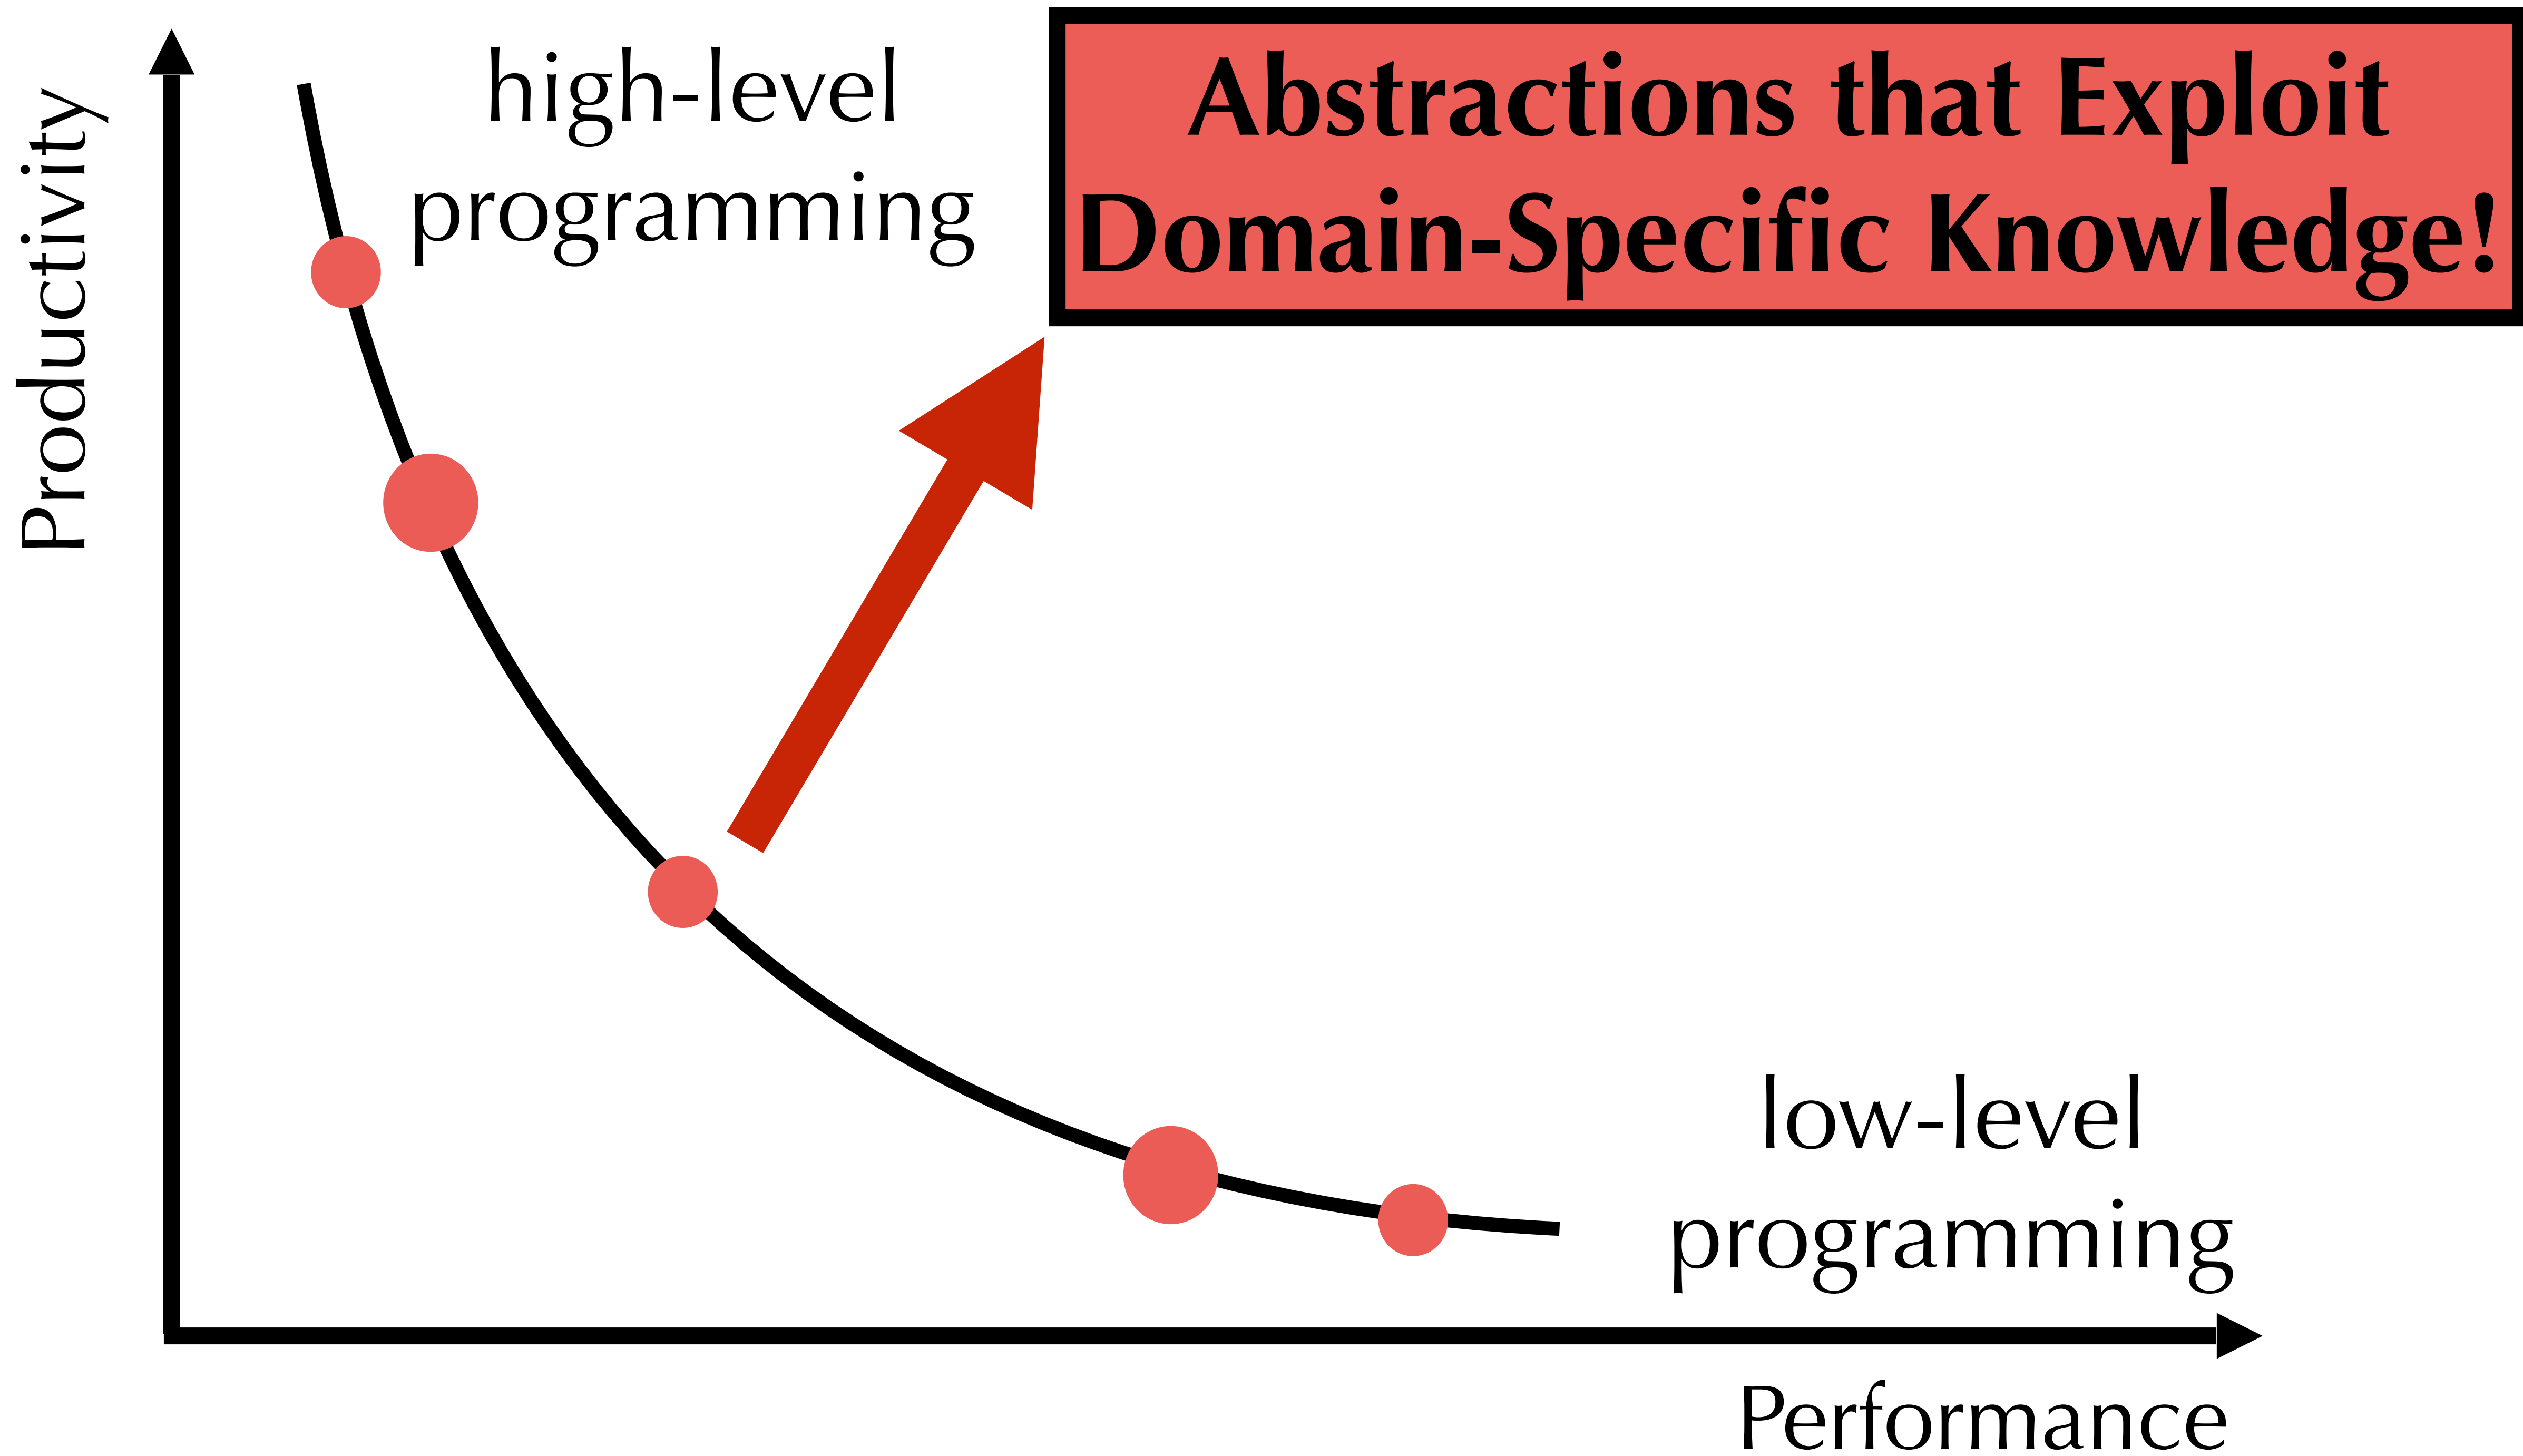 Productivity
high-level
programming
Abstractions that Exploit
Domain-Specific Knowledge!
low-level
programming
Performance